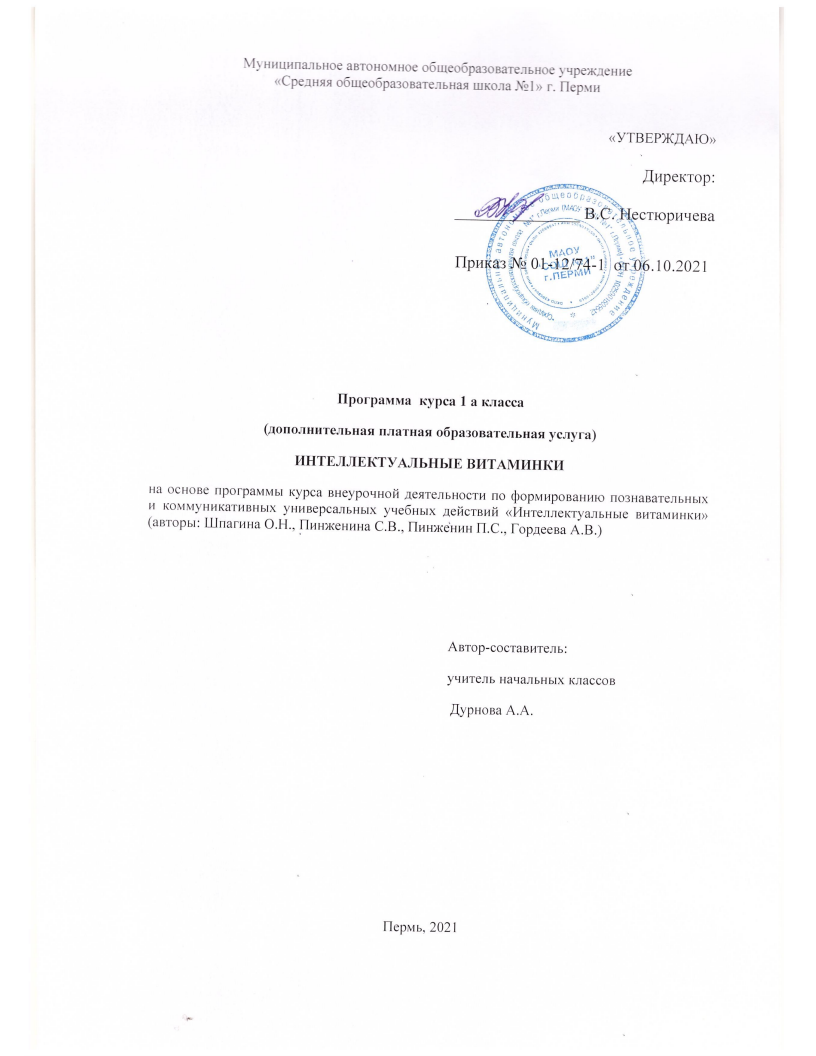 Муниципальное автономное общеобразовательное учреждение
«Средняя общеобразовательная школа №1» г. Перми
«УТВЕРЖДАЮ»
Директор:
В.С. Нестюричева
МАОУ
г.ПЕРМИ
Приказ № 01-12/74-1 от 06.10.2021
Программа курса 1 а класса
(дополнительная платная образовательная услуга)
ИНТЕЛЛЕКТУАЛЬНЫЕ ВИТАМИНКИ
на основе программы курса внеурочной деятельности по формированию познавательных
и коммуникативных универсальных учебных действий «Интеллектуальные витаминки»
(авторы: Шпагина О.Н., Пинженина С.В., Пинженин П.С., Гордеева А.В.)
Автор-составитель:
учитель начальных классов
Дурнова А.А.
Пермь, 2021